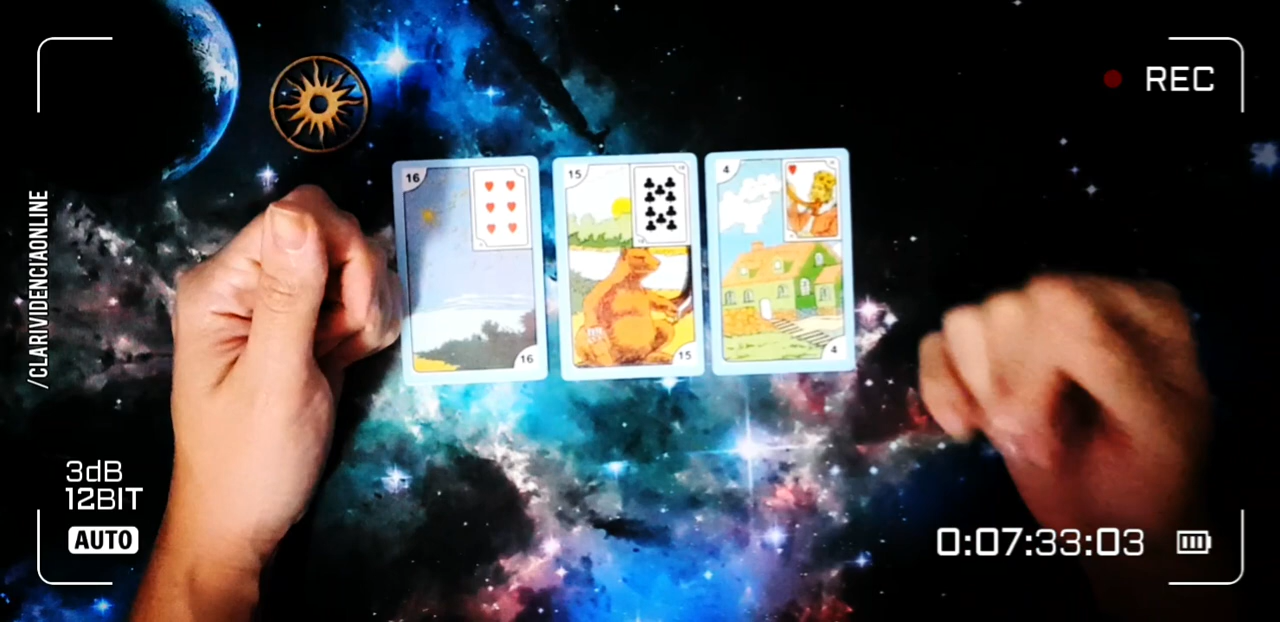 REC
/CLARIVIDENCIAONLINE
16
16
15
15
4
4
3dB
12BIT
AUTO
0:07:33:03